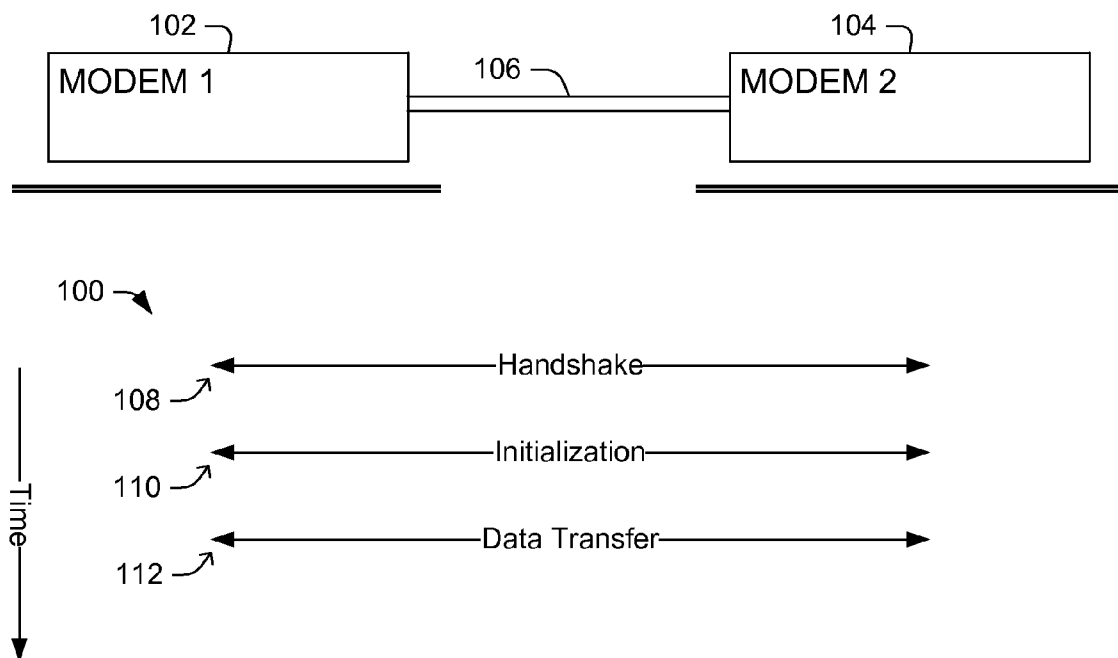 102
104
106
MODEM 1
MODEM 2
100
Handshake
108
Initialization
110
Time
Data Transfer
112